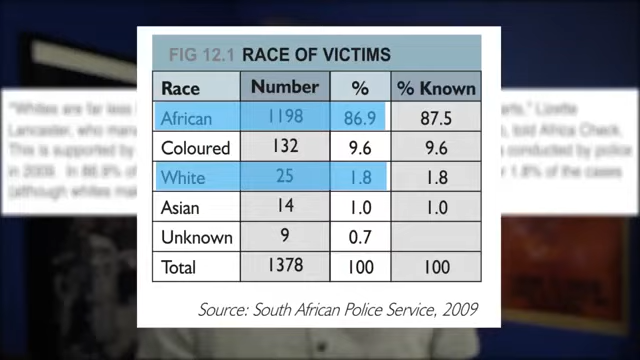 FIG 12.1 RACE OF VICTIMS
Race Number % % Known
African 1198 86.9 87.5
Coloured 132 9.6 9.6
White 25 1.8 1.8
Asian 14 1.0 1.0
Unknown 9 0.7
Total 1378 100 100
Source: South African Police Service, 2009
"Whites are far less
arts," Lizette
Lancaster, who man
told Africa Check.
This is supported by
conducted by police
in 2009. In 86.9% of
1.8% of the cases
(although whites ma